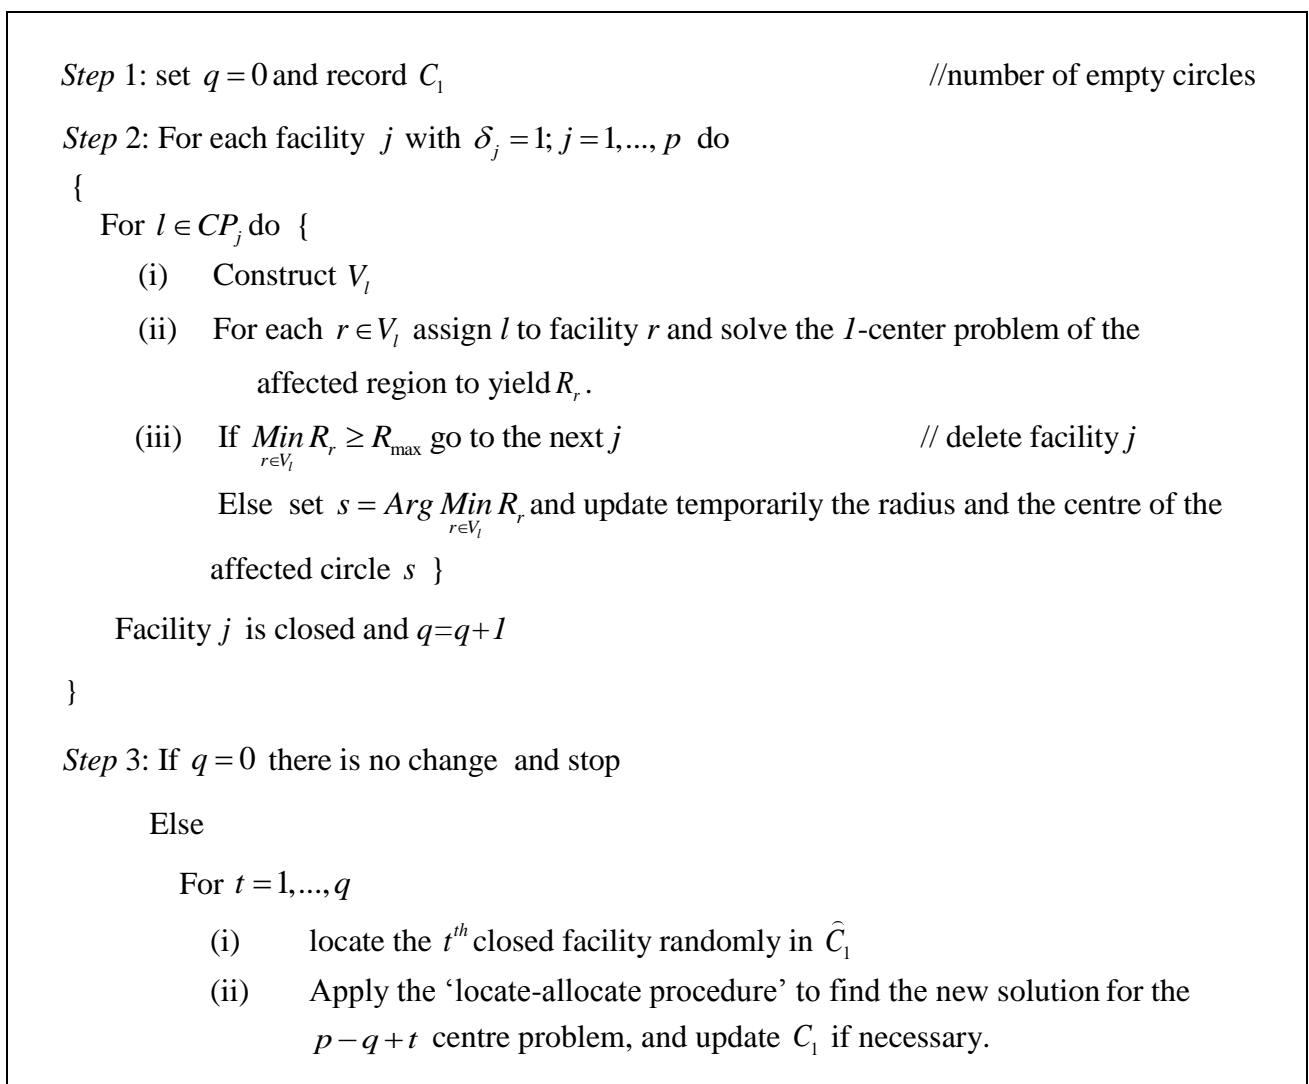 Step 1: set q = 0 and record C₁ //number of empty circles
Step 2: For each facility j with δⱼ = 1; j = 1,..., p do
{
For l ∈ CPⱼ do {
(i) Construct Vₗ
(ii) For each r ∈ Vₗ assign l to facility r and solve the 1-center problem of the
affected region to yield Rᵣ.
(iii) If Min_{r∈Vₗ} Rᵣ ≥ R_max go to the next j // delete facility j
Else set s = Arg Min_{r∈Vₗ} Rᵣ and update temporarily the radius and the centre of the
affected circle s }
Facility j is closed and q=q+1
}
Step 3: If q = 0 there is no change and stop
Else
For t = 1,..., q
(i) locate the tᵗʰ closed facility randomly in Ĉ₁
(ii) Apply the ‘locate-allocate procedure’ to find the new solution for the
p − q + t centre problem, and update C₁ if necessary.